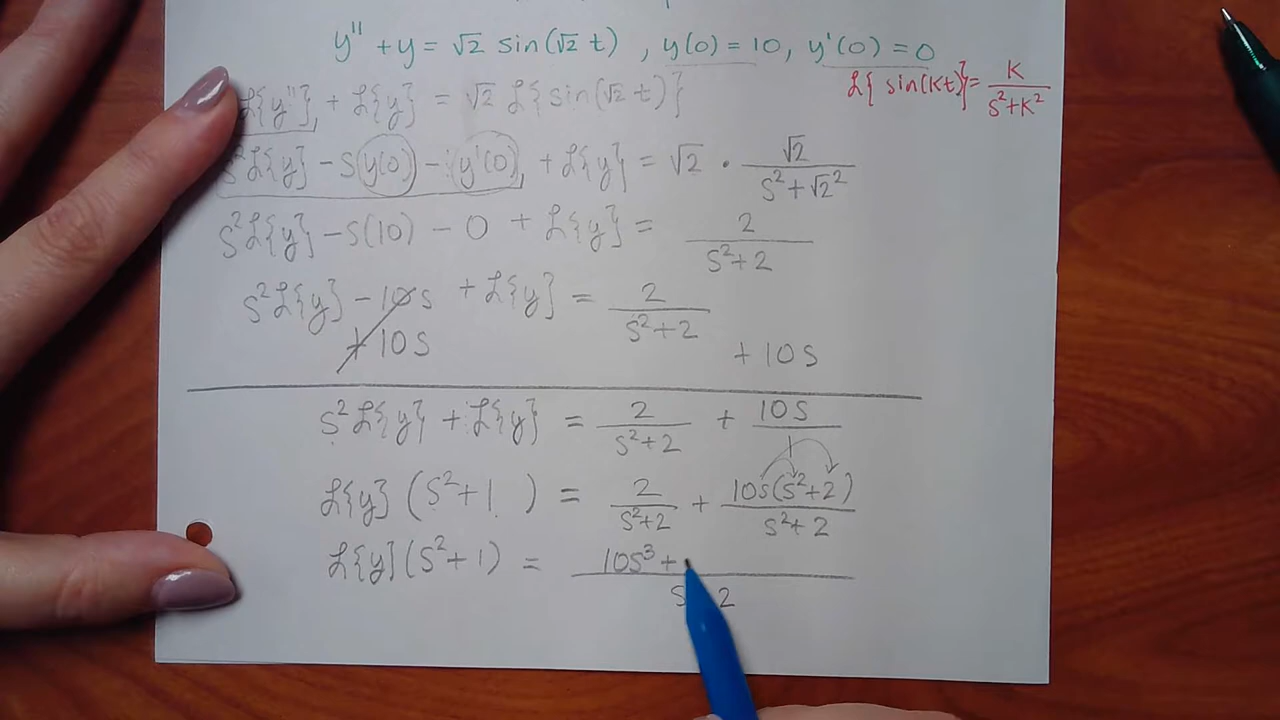 y'' + y = √2 sin(√2 t) , y(0) = 10, y'(0) = 0
ℒ{ sin(Kt)} = K / (S²+K²)
ℒ{y''} + ℒ{y} = √2 ℒ{ sin(√2 t)}
S²ℒ{y} − S y(0) − y'(0) + ℒ{y} = √2 · √2 / (S² + √2²)
S²ℒ{y} − S(10) − 0 + ℒ{y} = 2 / (S² + 2)
S²ℒ{y} − 10S + ℒ{y} = 2 / (S² + 2)
+ 10S + 10S
S²ℒ{y} + ℒ{y} = 2 / (S² + 2) + 10S / 1
ℒ{y} (S² + 1) = 2 / (S² + 2) + 10S(S² + 2) / (S² + 2)
ℒ{y} (S² + 1) = 10S³ + / S 2